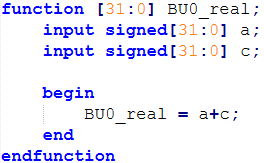 function [31:0] BU0_real;
input signed[31:0] a;
input signed[31:0] c;
begin
BU0_real = a+c;
end
endfunction